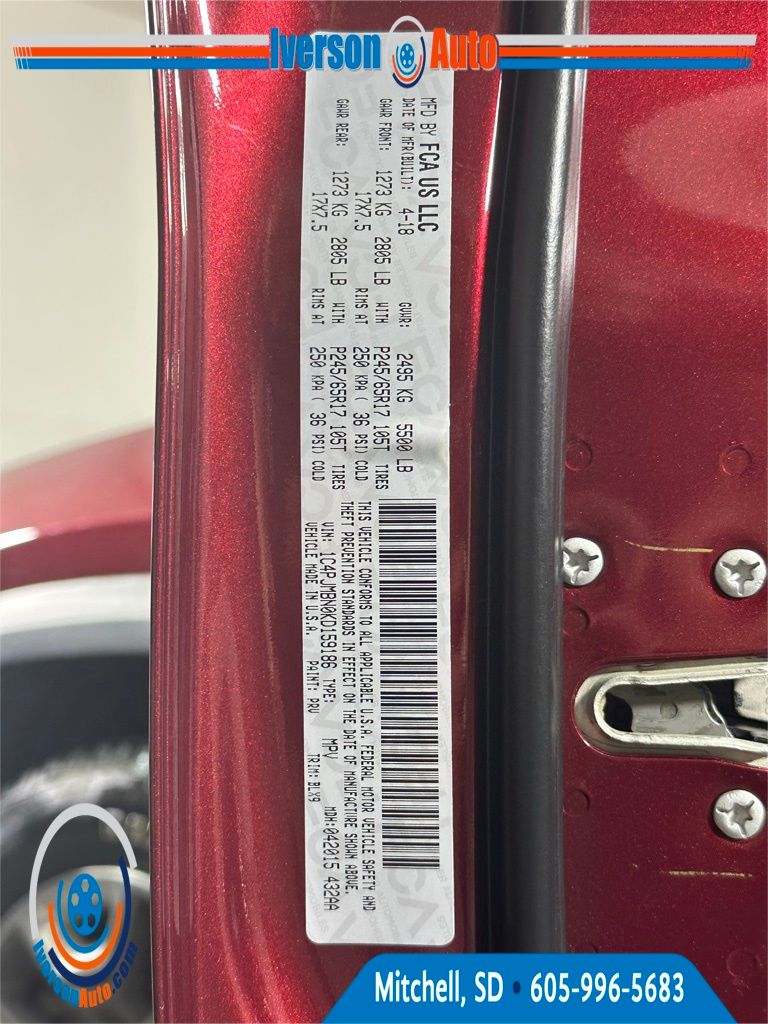 Iverson Auto
MFD BY FCA US LLC
DATE OF MFR(BUILT): 4-18 GVWR: 2495 KG 5500 LB
GAWR FRONT: 1273 KG 2805 LB WITH P245/65R17 105T TIRES
17X7.5 RIMS AT 250 KPA ( 36 PSI) COLD
GAWR REAR: 1273 KG 2805 LB WITH P245/65R17 105T TIRES
17X7.5 RIMS AT 250 KPA ( 36 PSI) COLD
THIS VEHICLE CONFORMS TO ALL APPLICABLE U.S.A. FEDERAL MOTOR VEHICLE SAFETY AND
THEFT PREVENTION STANDARDS IN EFFECT ON THE DATE OF MANUFACTURE SHOWN ABOVE.
VIN: 1C4PJMBN0KD159186 TYPE: MPV MDH:042015 432AA
VEHICLE MADE IN U.S.A. PAINT: PRV TRIM: BLX9
IversonAuto.com
Mitchell, SD • 605-996-5683